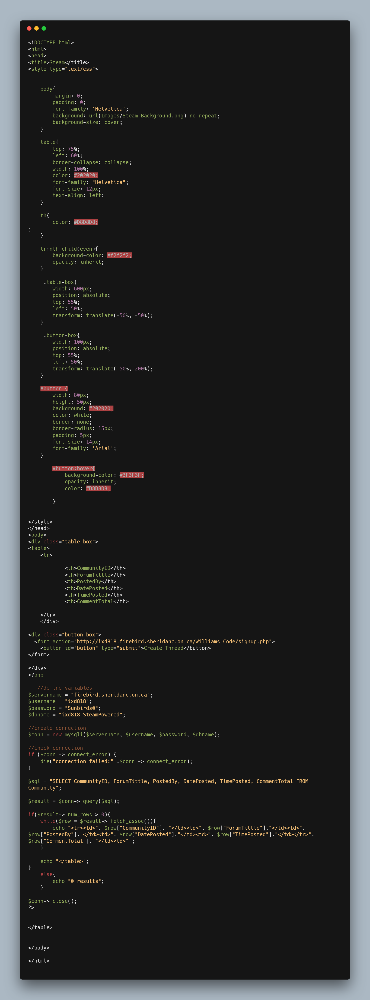 <!DOCTYPE html>
<html>
<head>
<title>Steam</title>
<style type="text/css">
    body{
        margin: 0;
        padding: 0;
        font-family: 'Helvetica';
        background: url(Images/Steam-Background.png) no-repeat;
        background-size: cover;
    }
    table{
        top: 75%;
        left: 60%;
        border-collapse: collapse;
        width: 100%;
        color: #202020;
        font-family: "Helvetica";
        font-size: 12px;
        text-align: left;
    }
    th{
        color: #D8D8D8;
;
    }
    tr:nth-child(even){
        background-color: #f2f2f2;
        opacity: inherit;
    }
     .table-box{
        width: 600px;
        position: absolute;
        top: 55%;
        left: 50%;
        transform: translate(-50%, -50%);
    }
     .button-box{
        width: 100px;
        position: absolute;
        top: 55%;
        left: 50%;
        transform: translate(-50%, 200%);
    }
    #button {
        width: 80px;
        height: 50px;
        background: #202020;
        color: white;
        border: none;
        border-radius: 15px;
        padding: 5px;
        font-size: 14px;
        font-family: 'Arial';
    }
        #button:hover{
            background-color: #3F3F3F;
            opacity: inherit;
            color: #D8D8D8;
        }
</style>
</head>
<body>
<div class="table-box">
<table>
    <tr>
            <th>CommunityID</th>
            <th>ForumTittle</th>
            <th>PostedBy</th>
            <th>DatePosted</th>
            <th>TimePosted</th>
            <th>CommentTotal</th>
    </tr>
    </div>
<div class="button-box">
  <form action="http://ixd818.firebird.sheridanc.on.ca/Williams Code/signup.php">
    <button id="button" type="submit">Create Thread</button>
</form>
</div>
<?php
   //define variables
$servername = "firebird.sheridanc.on.ca";
$username = "ixd818";
$password = "Sunbirds0";
$dbname = "ixd818_SteamPowered";
//create connection
$conn = new mysqli($servername, $username, $password, $dbname);
//check connection
if ($conn -> connect_error) {
    die("connection failed:" .$conn -> connect_error);
}
$sql = "SELECT CommunityID, ForumTittle, PostedBy, DatePosted, TimePosted, CommentTotal FROM
Community";
$result = $conn-> query($sql);
if($result-> num_rows > 0){
    while($row = $result-> fetch_assoc()){
        echo "<tr><td>". $row["CommunityID"]. "</td><td>". $row["ForumTittle"]."</td><td>".
$row["PostedBy"]."</td><td>". $row["DatePosted"]."</td><td>". $row["TimePosted"]."</td></tr>".
$row["CommentTotal"]. "</td><td>" ;
    }
    echo "</table>";
}
    else{
        echo "0 results";
    }
$conn-> close();
?>
</table>
</body>
</html>